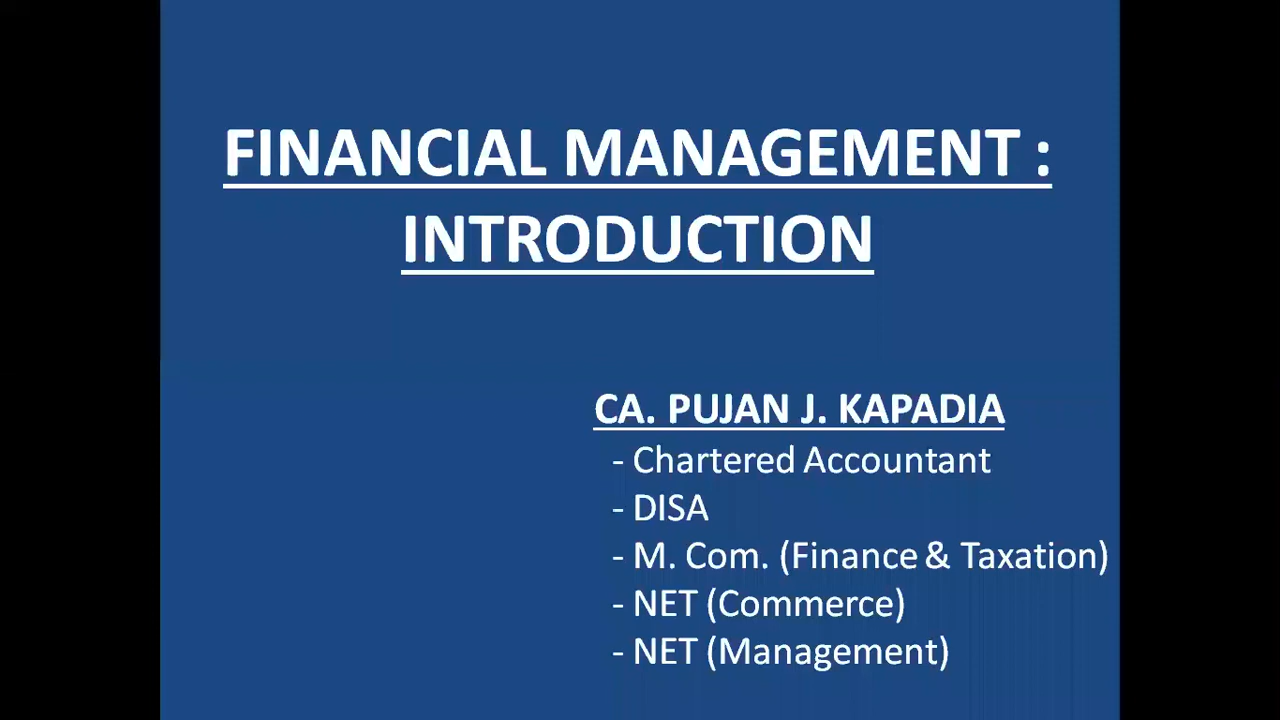 FINANCIAL MANAGEMENT :
INTRODUCTION
CA. PUJAN J. KAPADIA
- Chartered Accountant
- DISA
- M. Com. (Finance & Taxation)
- NET (Commerce)
- NET (Management)